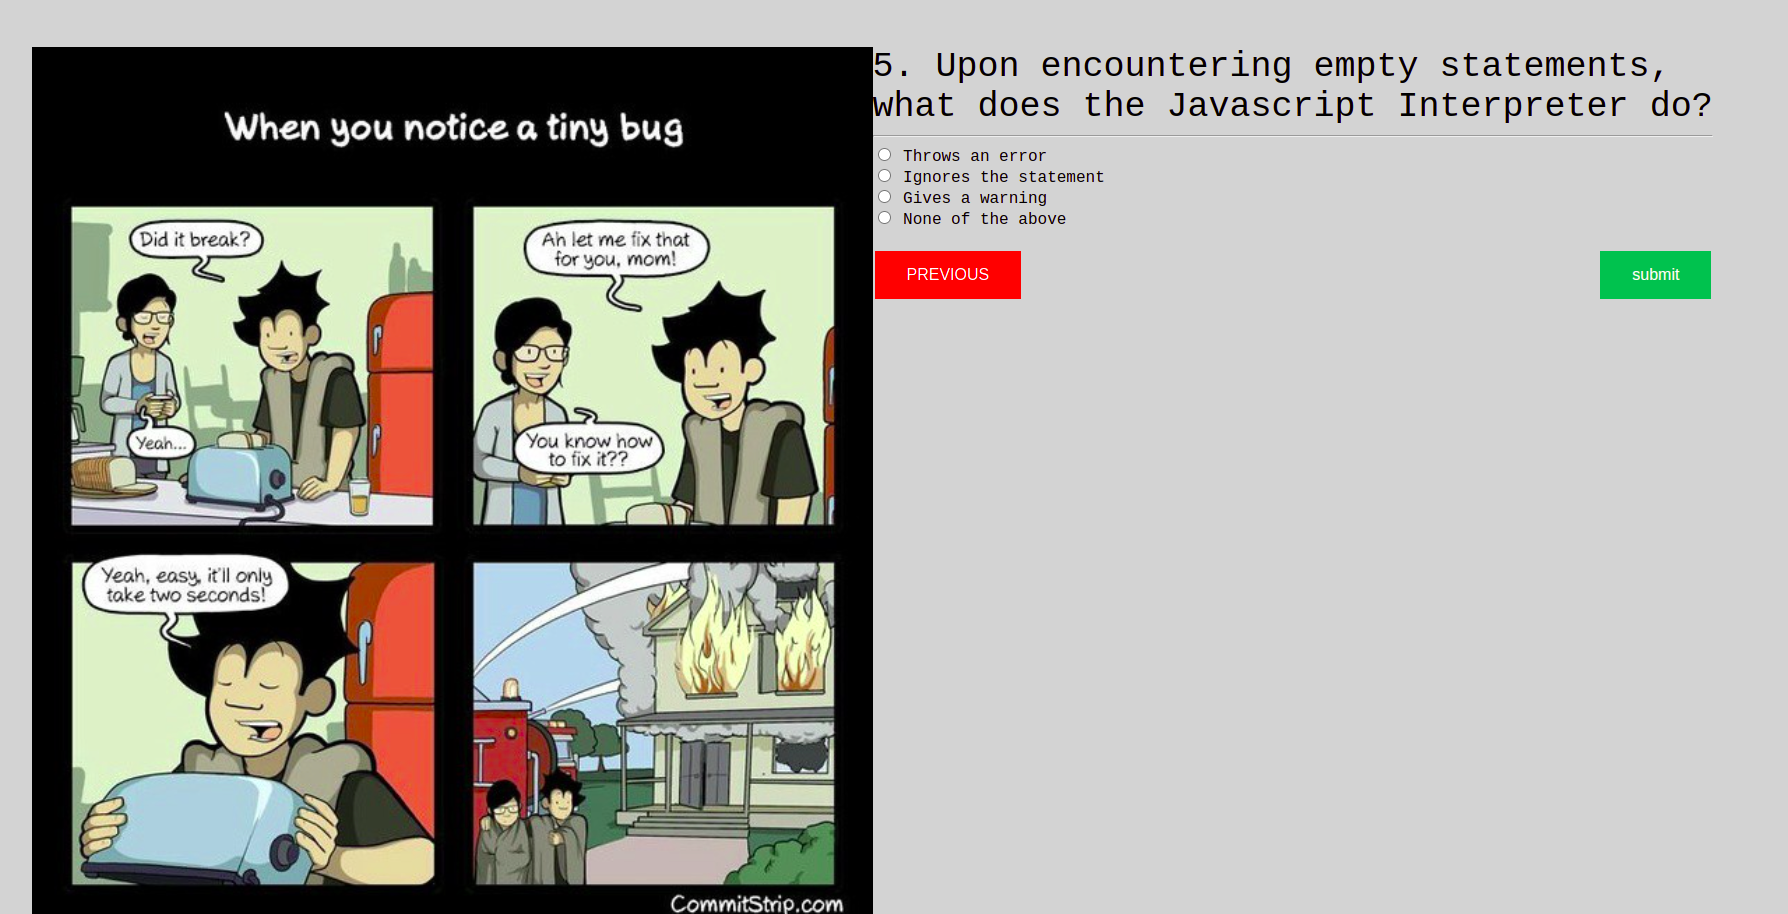 When you notice a tiny bug
Did it break?
Yeah...
Ah let me fix that
for you, mom!
You know how
to fix it??
Yeah, easy, it'll only
take two seconds!
CommitStrip.com
5. Upon encountering empty statements,
what does the Javascript Interpreter do?
Throws an error
Ignores the statement
Gives a warning
None of the above
PREVIOUS
submit